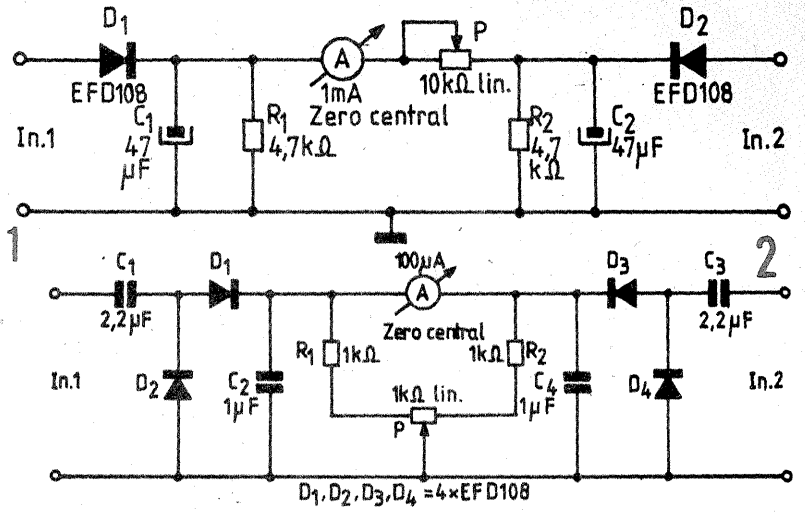 D1
EFD108
In.1
C1
47
µF
R1
4,7kΩ
A
1mA
Zero central
P
10kΩ lin.
R2
4,7
kΩ
C2
47µF
D2
EFD108
In.2
1
2
C1
2,2µF
D1
In.1
D2
C2
1µF
R1
1kΩ
100µA
A
Zero central
1kΩ lin.
P
1kΩ
R2
C4
1µF
D3
D4
C3
2,2µF
In.2
D1, D2, D3, D4 = 4×EFD108